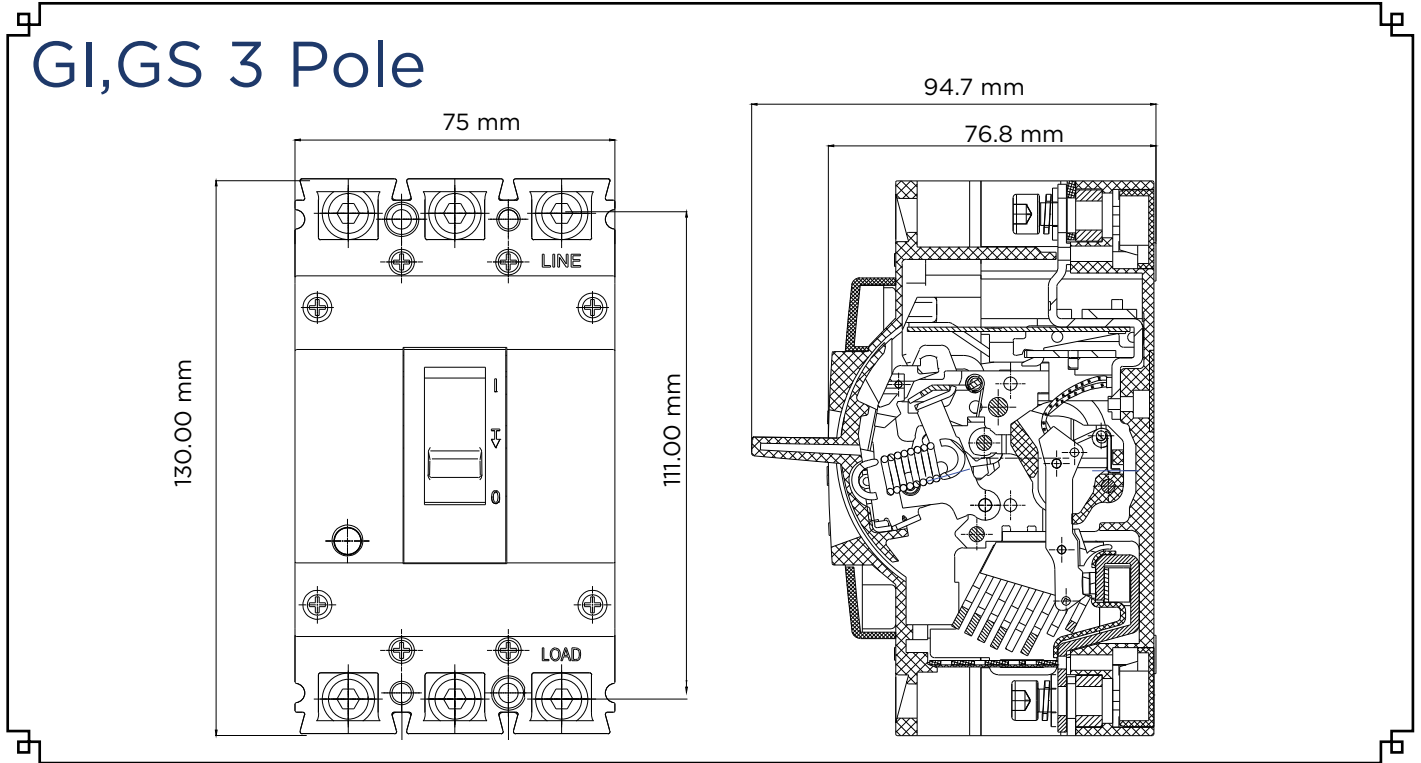 GI,GS 3 Pole
75 mm
94.7 mm
76.8 mm
LINE
130.00 mm
111.00 mm
I
T
O
LOAD